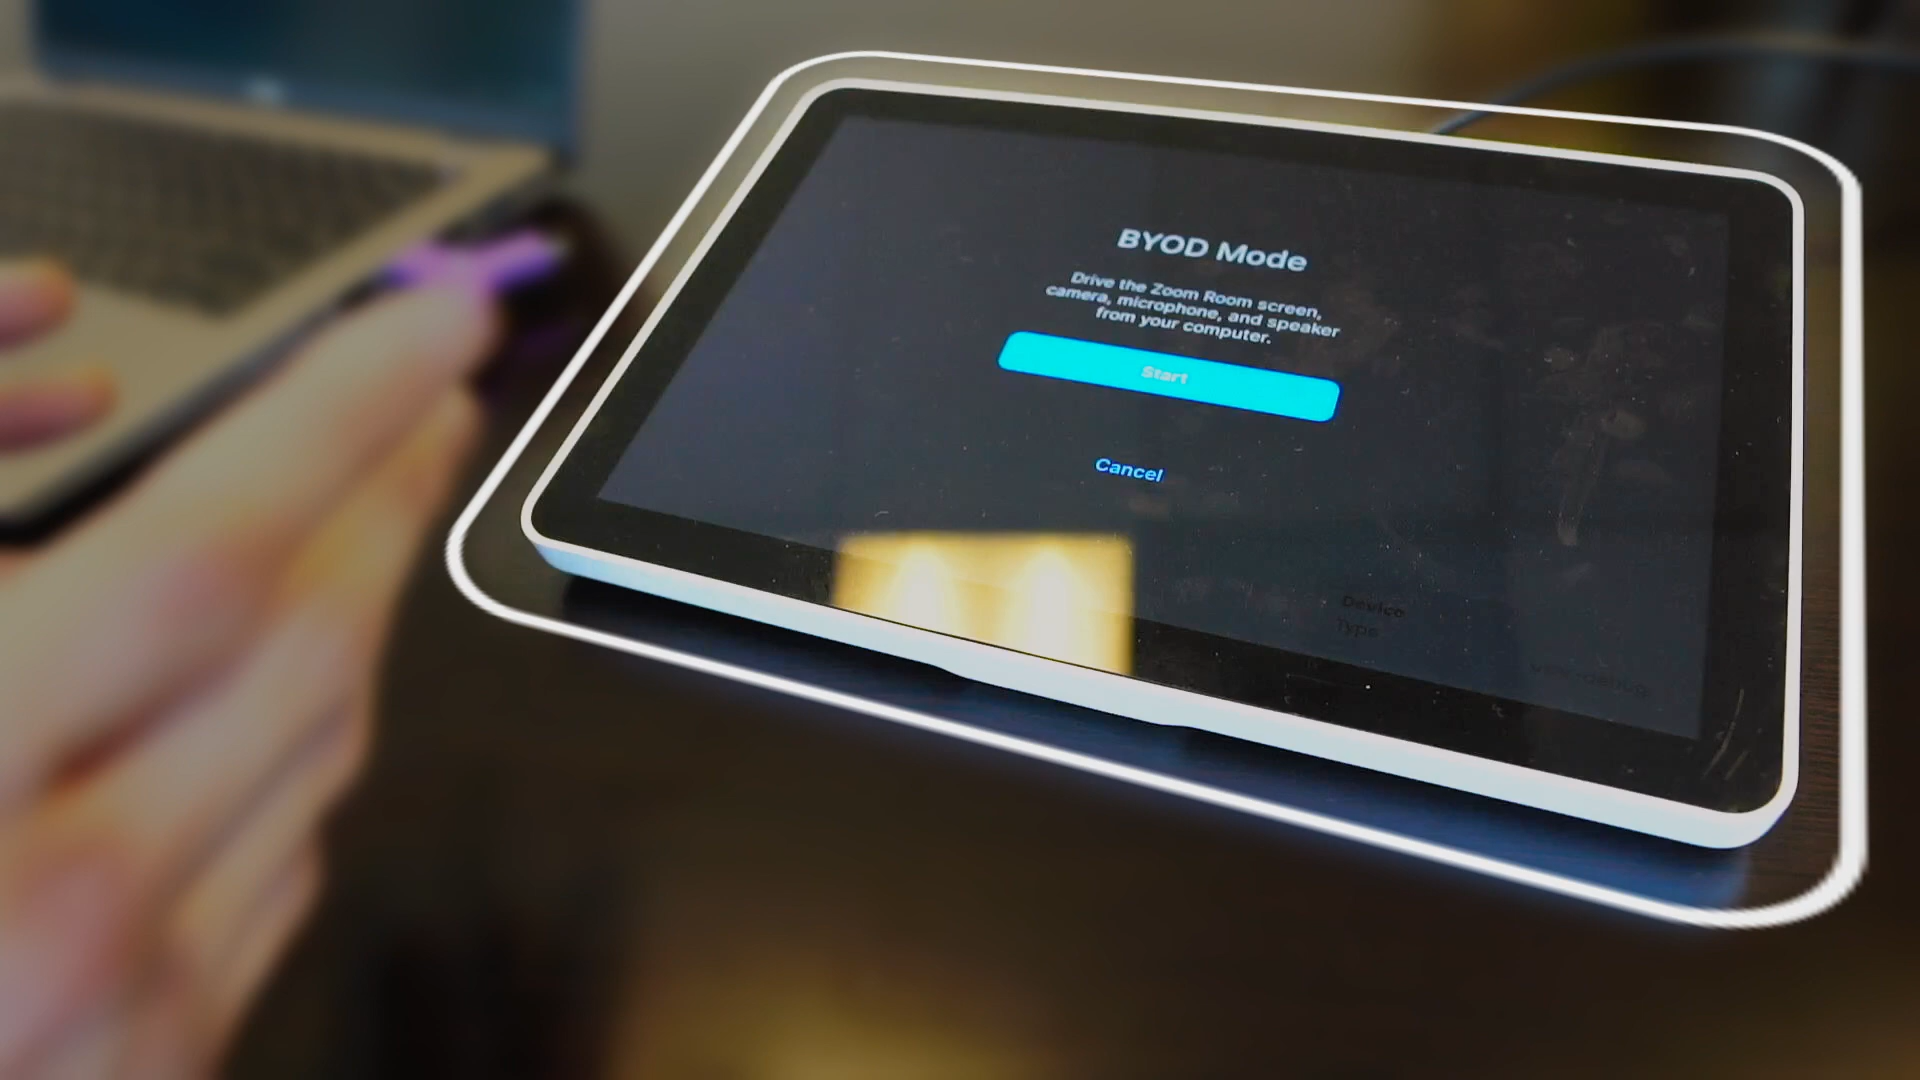 BYOD Mode
Drive the Zoom Room screen,
camera, microphone, and speaker
from your computer.
Start
Cancel
Device
Type